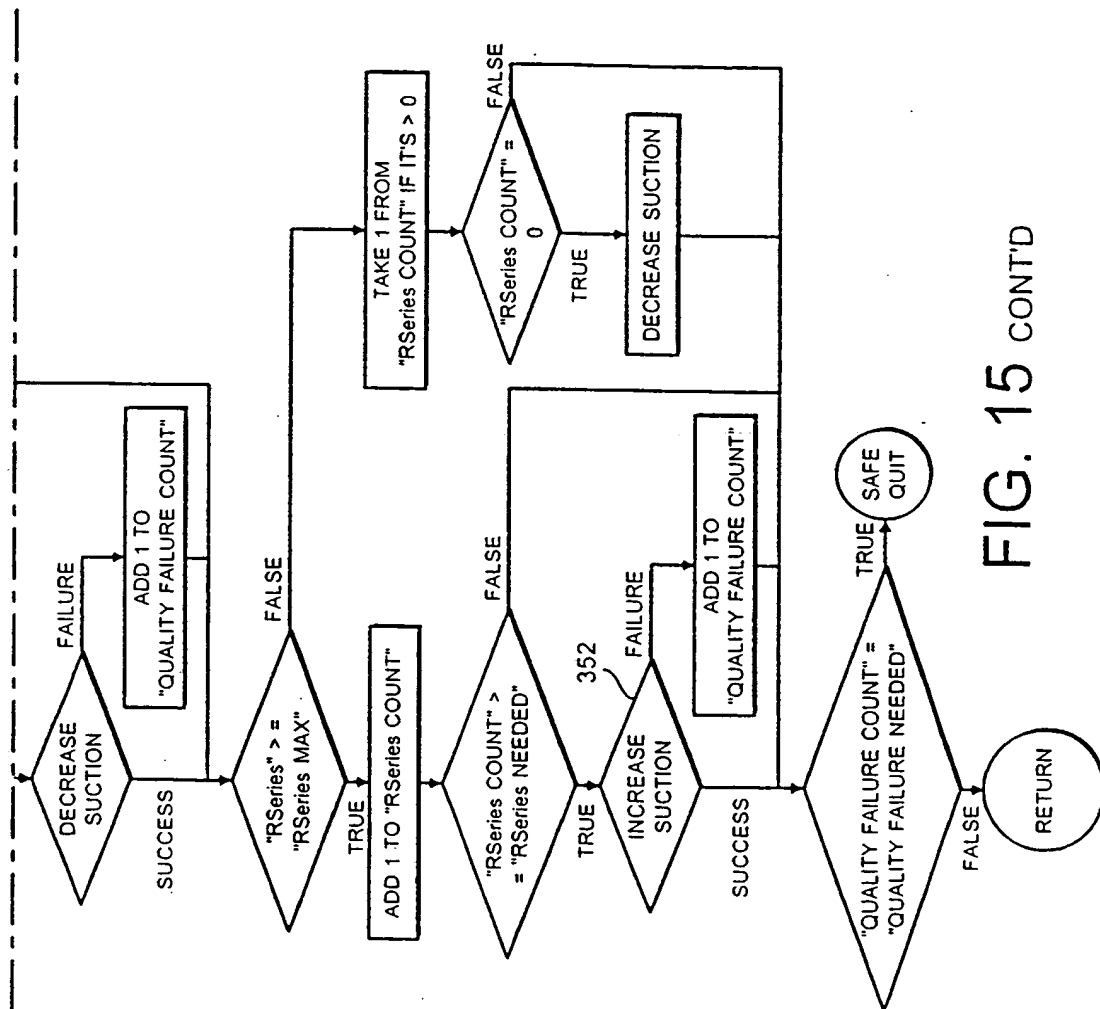 DECREASE
SUCTION
FAILURE
ADD 1 TO
"QUALITY FAILURE COUNT"
SUCCESS
"RSeries" > =
"RSeries MAX"
FALSE
TRUE
TAKE 1 FROM
"RSeries COUNT" IF IT'S > 0
ADD 1 TO "RSeries COUNT"
"RSeries COUNT" =
0
FALSE
TRUE
DECREASE SUCTION
"RSeries COUNT" >
= "RSeries NEEDED"
FALSE
TRUE
352
INCREASE
SUCTION
FAILURE
ADD 1 TO
"QUALITY FAILURE COUNT"
SUCCESS
"QUALITY FAILURE COUNT" =
"QUALITY FAILURE NEEDED"
TRUE
SAFE
QUIT
FALSE
RETURN
FIG. 15 CONT'D